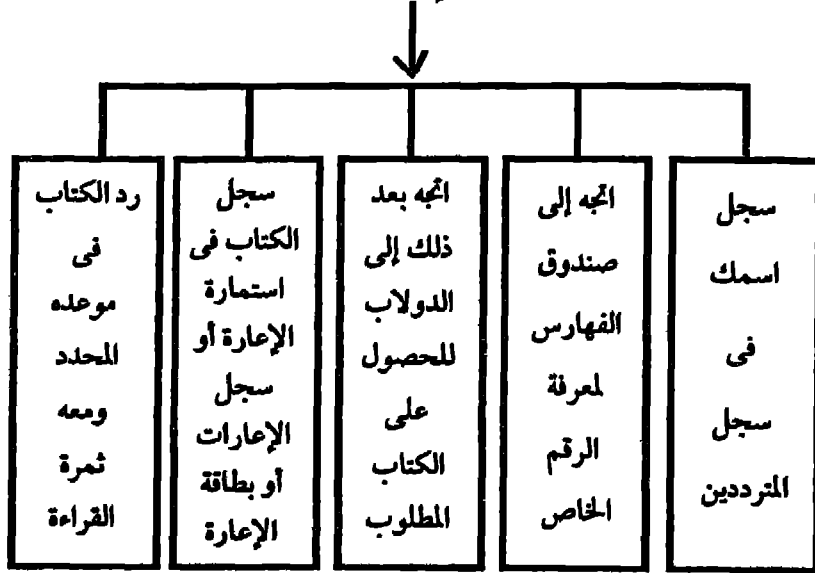 سجل
اسمك
فى
سجل
المترددين
اتجه إلى
صندوق
الفهارس
لمعرفة
الرقم
الخاص
اتجه بعد
ذلك إلى
الدولاب
للحصول
على
الكتاب
المطلوب
سجل
الكتاب فى
استمارة
الإعارة أو
سجل
الإعارات
أو بطاقة
الإعارة
رد الكتاب
فى
موعده
المحدد
ومعه
ثمرة
القراءة